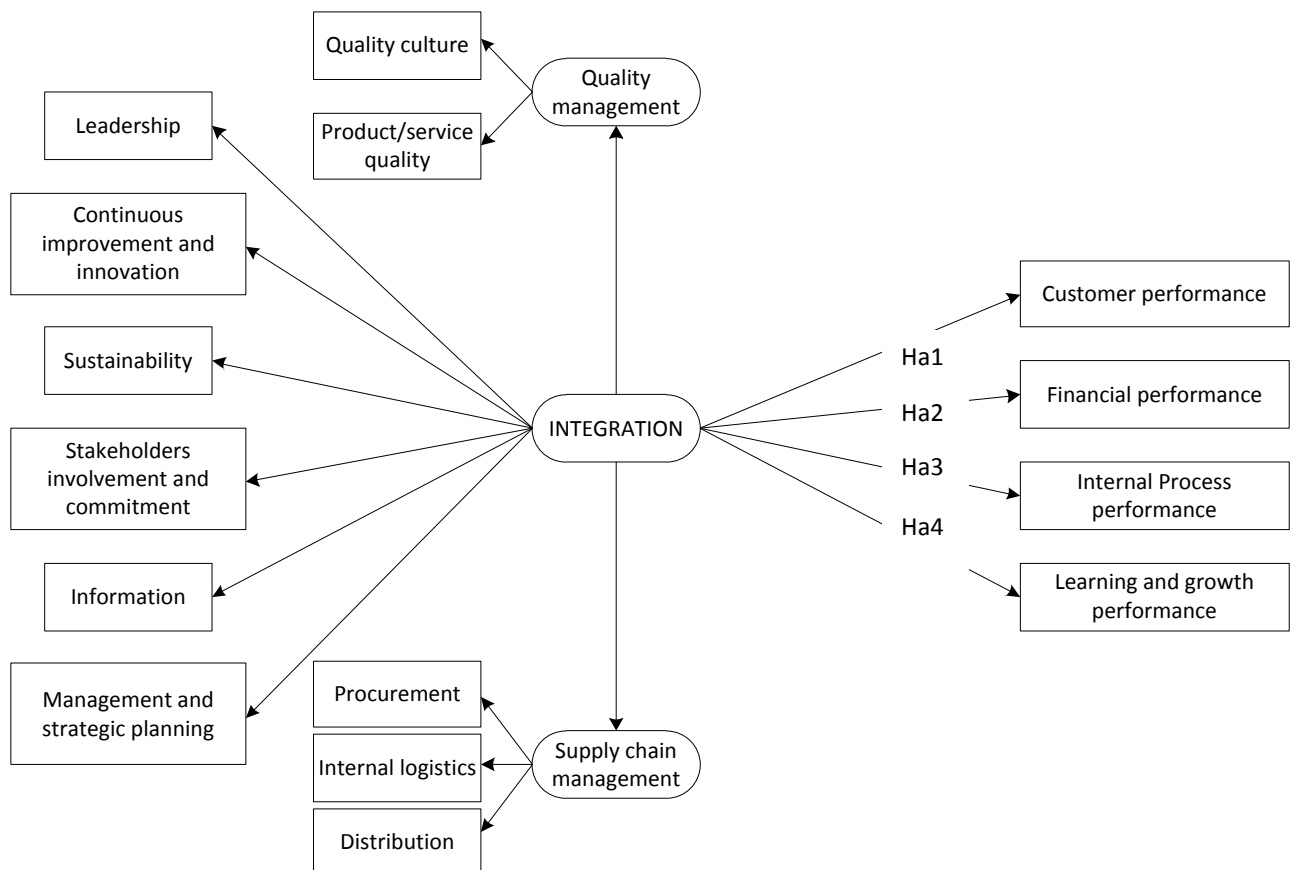 Quality culture
Quality
management
Product/service
quality
Leadership
Continuous
improvement and
innovation
Sustainability
Stakeholders
involvement and
commitment
Information
Management and
strategic planning
INTEGRATION
Ha1
Ha2
Ha3
Ha4
Customer performance
Financial performance
Internal Process
performance
Learning and growth
performance
Procurement
Internal logistics
Distribution
Supply chain
management